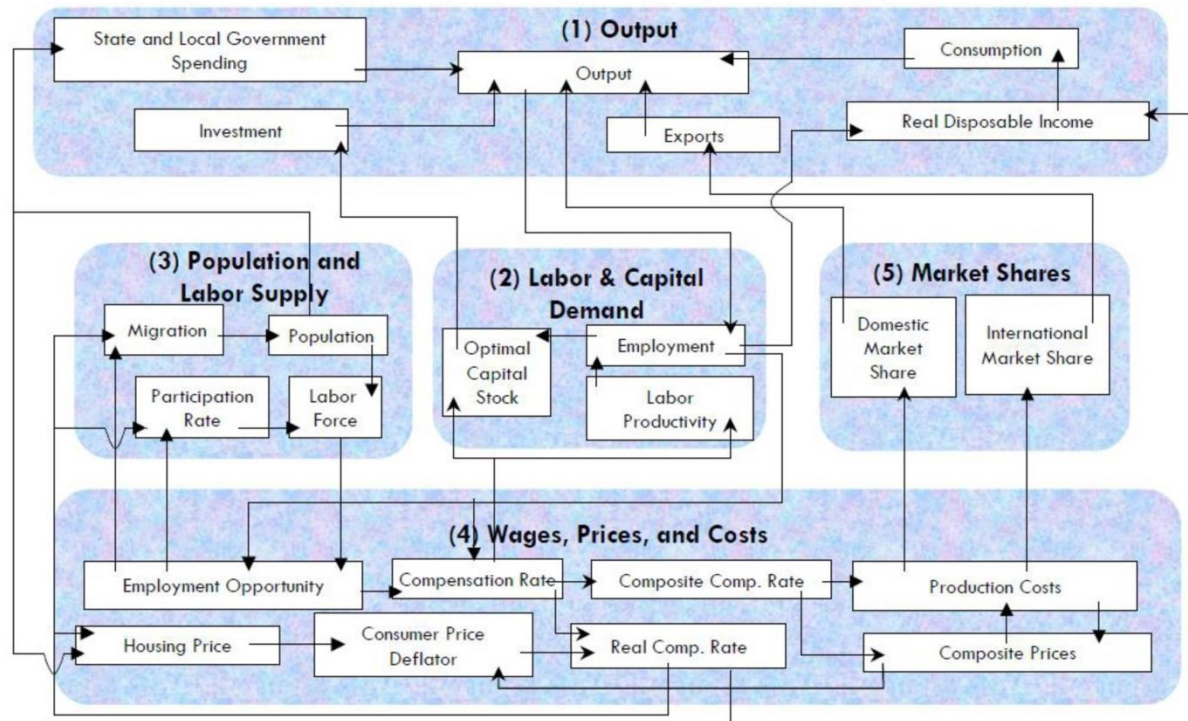 (1) Output
State and Local Government
Spending
Output
Consumption
Investment
Exports
Real Disposable Income
(3) Population and
Labor Supply
Migration
Population
Participation
Rate
Labor
Force
(2) Labor & Capital
Demand
Optimal
Capital
Stock
Employment
Labor
Productivity
(5) Market Shares
Domestic
Market
Share
International
Market Share
(4) Wages, Prices, and Costs
Employment Opportunity
Compensation Rate
Composite Comp. Rate
Production Costs
Housing Price
Consumer Price
Deflator
Real Comp. Rate
Composite Prices